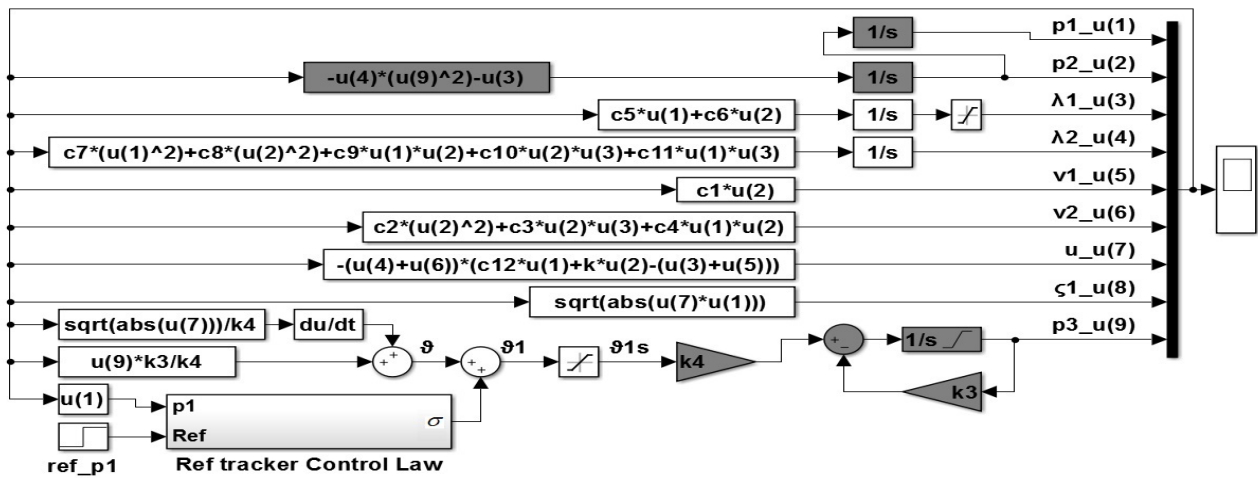 1/s
p1_u(1)
-u(4)*(u(9)^2)-u(3)
1/s
p2_u(2)
c5*u(1)+c6*u(2)
1/s
λ1_u(3)
c7*(u(1)^2)+c8*(u(2)^2)+c9*u(1)*u(2)+c10*u(2)*u(3)+c11*u(1)*u(3)
1/s
λ2_u(4)
c1*u(2)
v1_u(5)
c2*(u(2)^2)+c3*u(2)*u(3)+c4*u(1)*u(2)
v2_u(6)
-(u(4)+u(6))*(c12*u(1)+k*u(2)-(u(3)+u(5)))
u_u(7)
sqrt(abs(u(7)*u(1)))
ς1_u(8)
sqrt(abs(u(7)))/k4
du/dt
p3_u(9)
u(9)*k3/k4
+
+
ϑ
+
+
ϑ1
ϑ1s
k4
+
−
1/s
k3
u(1)
p1
Ref
σ
ref_p1
Ref tracker Control Law